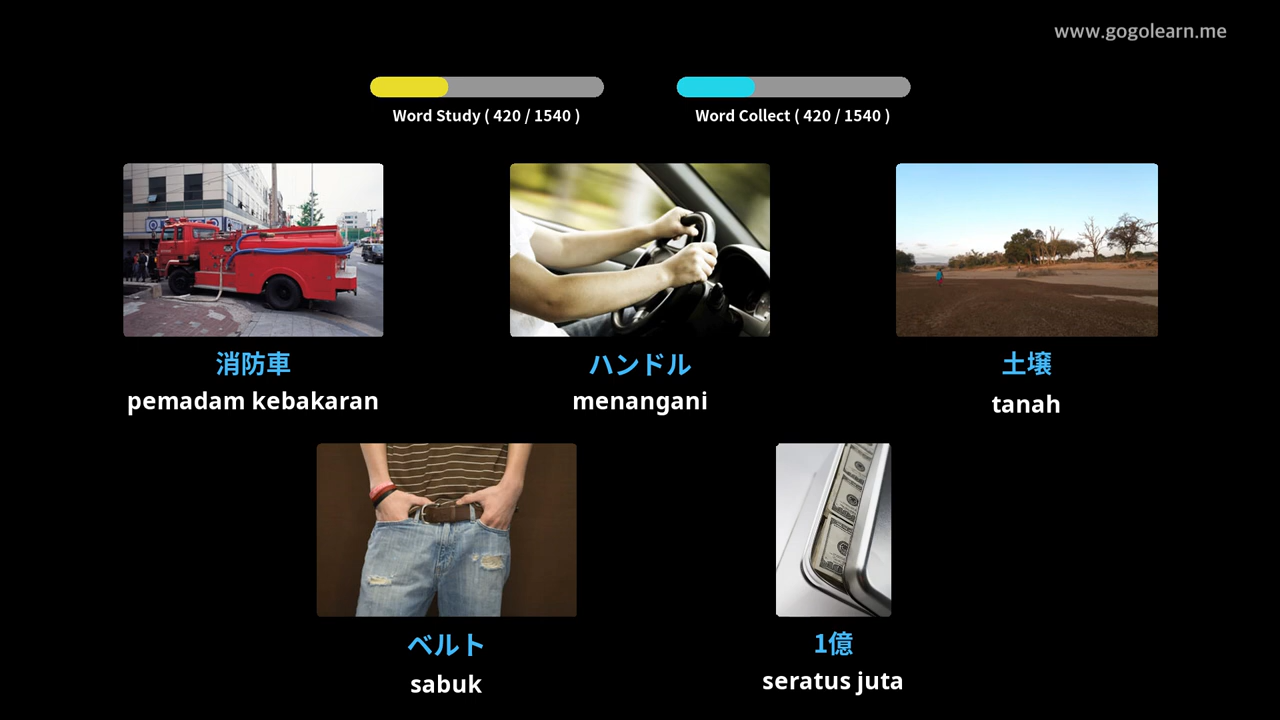 www.gogolearn.me
Word Study ( 420 / 1540 )
Word Collect ( 420 / 1540 )
消防車
pemadam kebakaran
ハンドル
menangani
土壌
tanah
ベルト
sabuk
1億
seratus juta